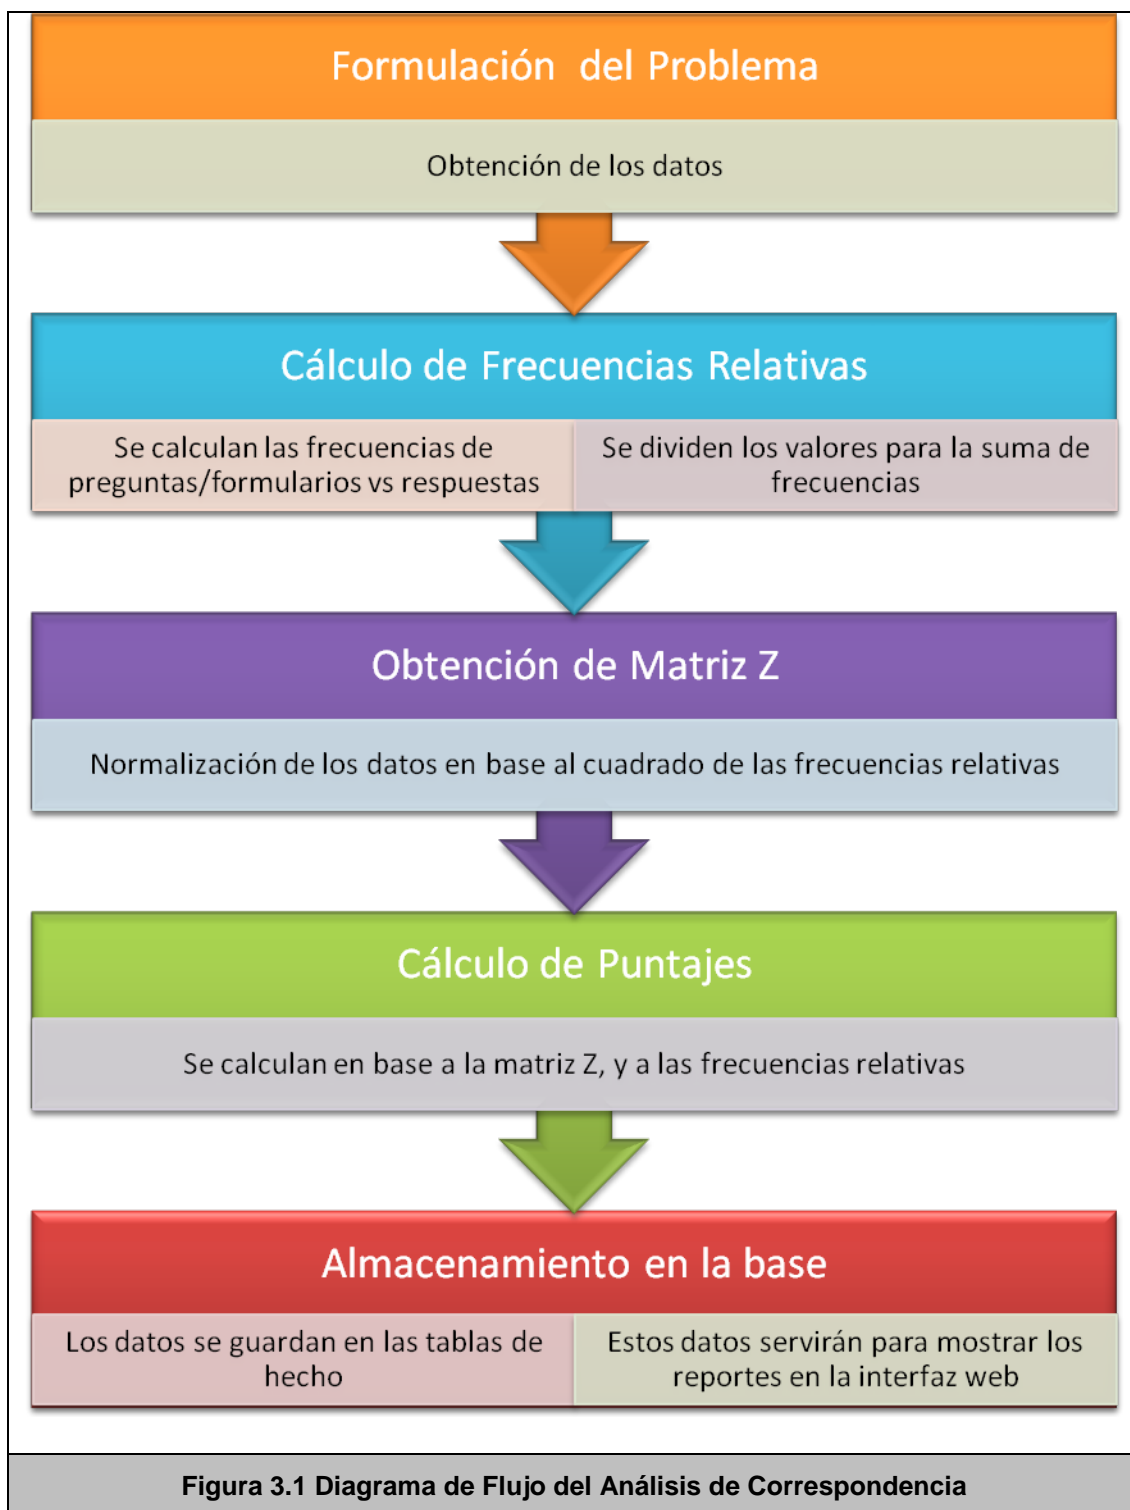 Formulación del Problema
Obtención de los datos
Cálculo de Frecuencias Relativas
Se calculan las frecuencias de
preguntas/formularios vs respuestas
Se dividen los valores para la suma de
frecuencias
Obtención de Matriz Z
Normalización de los datos en base al cuadrado de las frecuencias relativas
Cálculo de Puntajes
Se calculan en base a la matriz Z, y a las frecuencias relativas
Almacenamiento en la base
Los datos se guardan en las tablas de
hecho
Estos datos servirán para mostrar los
reportes en la interfaz web
Figura 3.1 Diagrama de Flujo del Análisis de Correspondencia